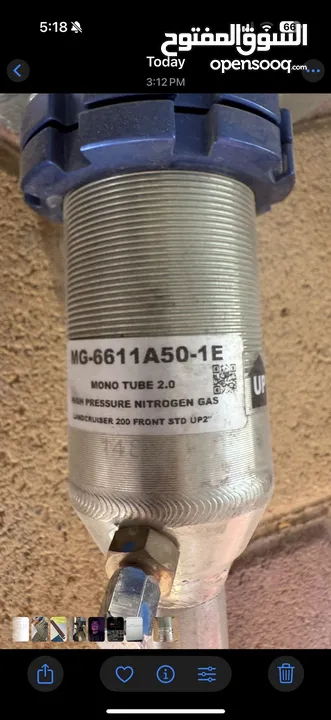 5:18
66
السوق المفتوح
opensooq.com
Today
3:12 PM
MG-6611A50-1E
MONO TUBE 2.0
HIGH PRESSURE NITROGEN GAS
LANDCRUISER 200 FRONT STD UP2"
UP